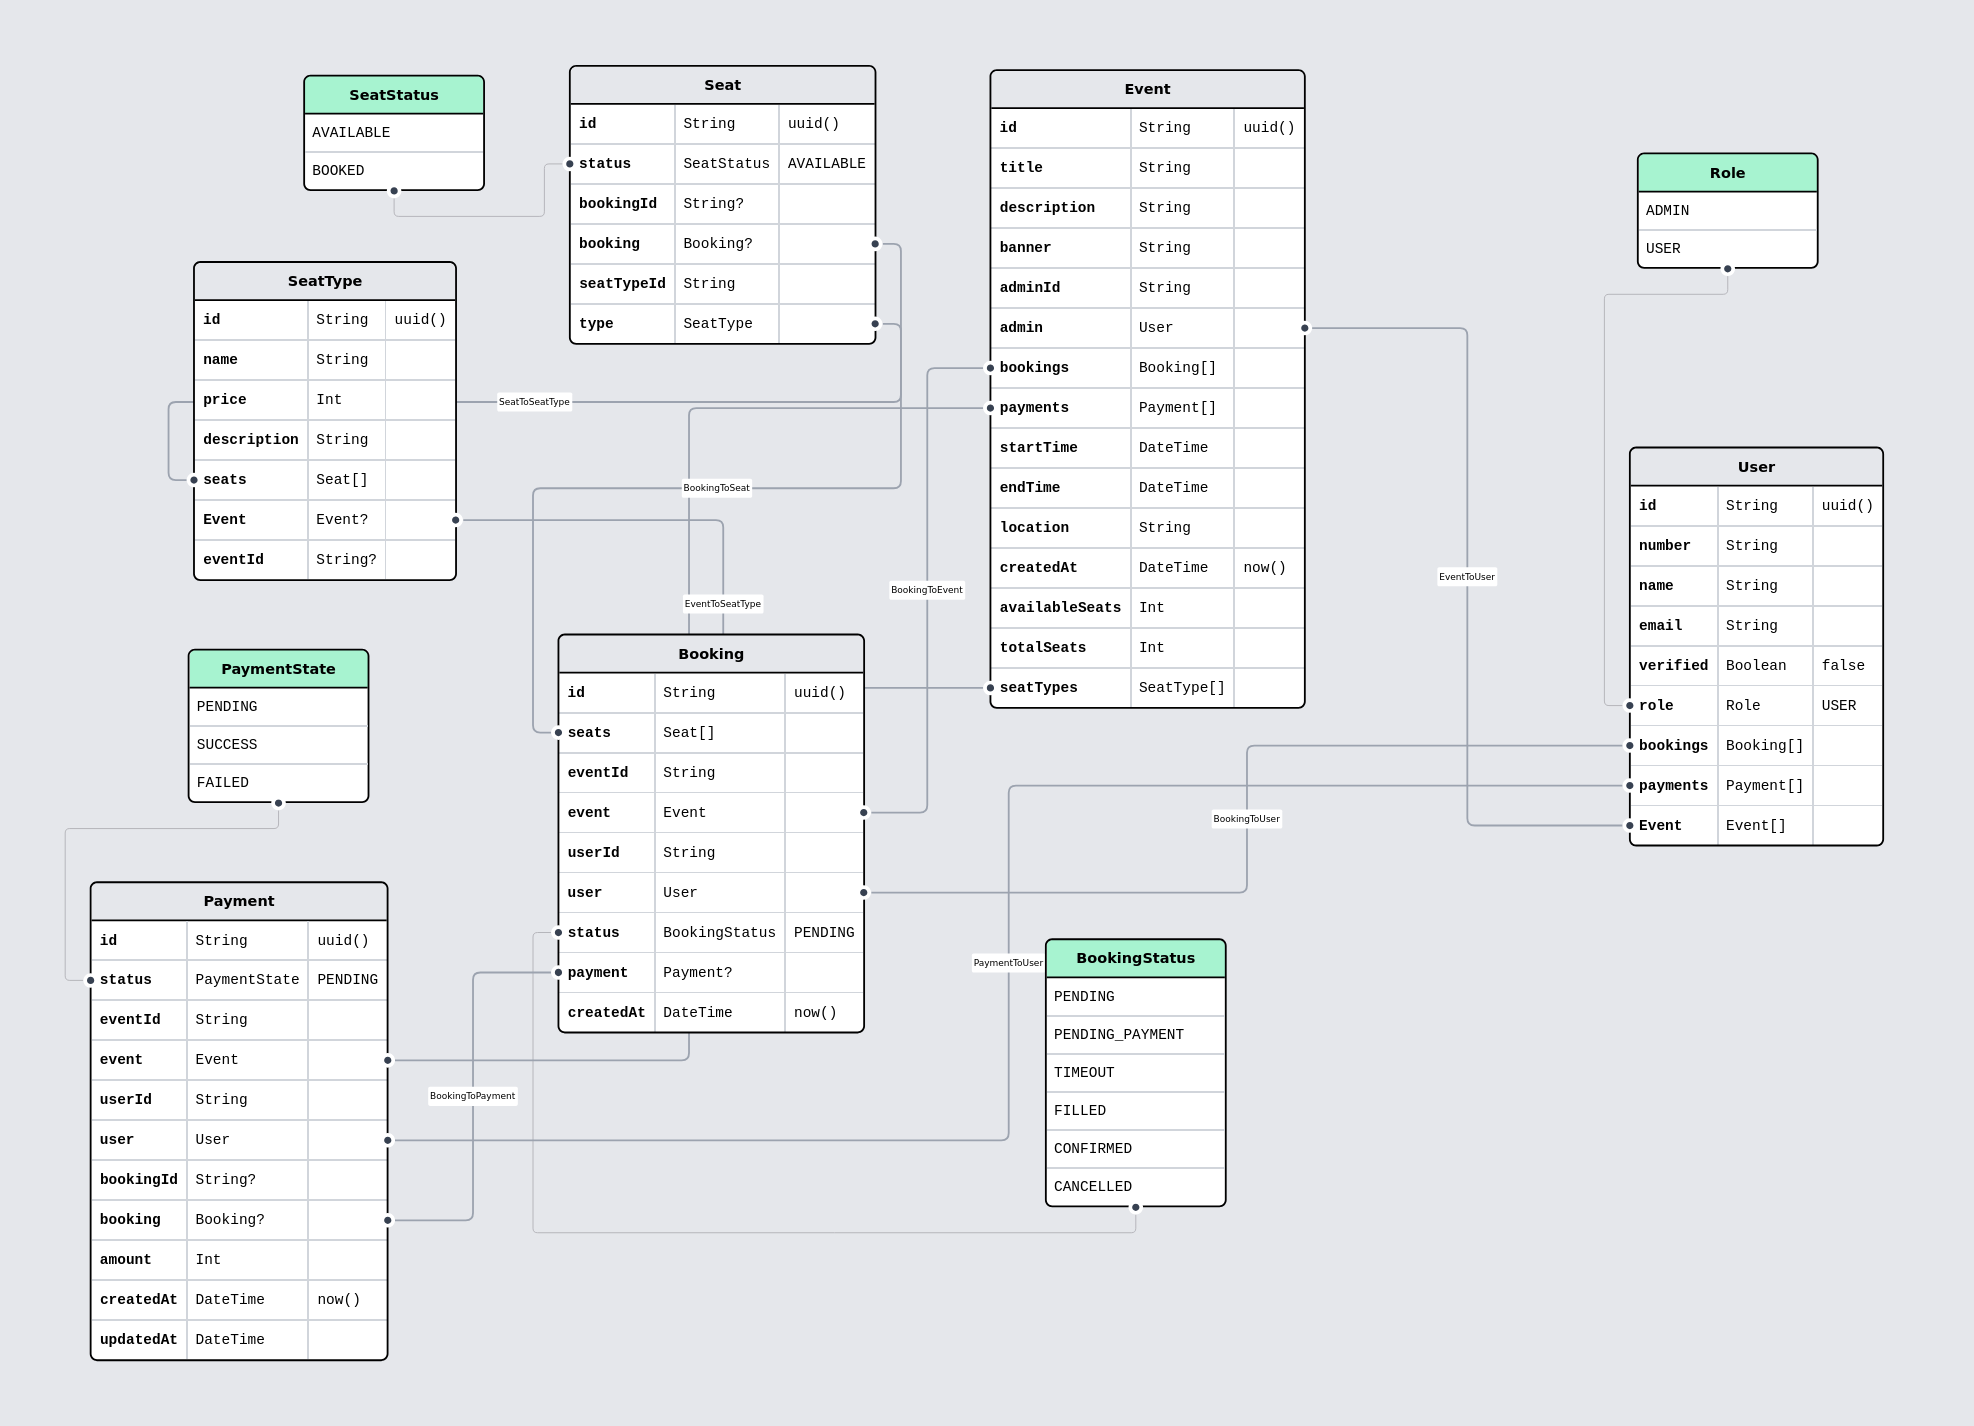 SeatStatus
AVAILABLE
BOOKED
Seat
id String uuid()
status SeatStatus AVAILABLE
bookingId String?
booking Booking?
seatTypeId String
type SeatType
Event
id String uuid()
title String
description String
banner String
adminId String
admin User
bookings Booking[]
payments Payment[]
startTime DateTime
endTime DateTime
location String
createdAt DateTime now()
availableSeats Int
totalSeats Int
seatTypes SeatType[]
Role
ADMIN
USER
SeatType
id String uuid()
name String
price Int
description String
seats Seat[]
Event Event?
eventId String?
SeatToSeatType
BookingToSeat
EventToSeatType
BookingToEvent
EventToUser
User
id String uuid()
number String
name String
email String
verified Boolean false
role Role USER
bookings Booking[]
payments Payment[]
Event Event[]
PaymentState
PENDING
SUCCESS
FAILED
Booking
id String uuid()
seats Seat[]
eventId String
event Event
userId String
user User
status BookingStatus PENDING
payment Payment?
createdAt DateTime now()
BookingToUser
PaymentToUser
BookingToPayment
Payment
id String uuid()
status PaymentState PENDING
eventId String
event Event
userId String
user User
bookingId String?
booking Booking?
amount Int
createdAt DateTime now()
updatedAt DateTime
BookingStatus
PENDING
PENDING_PAYMENT
TIMEOUT
FILLED
CONFIRMED
CANCELLED